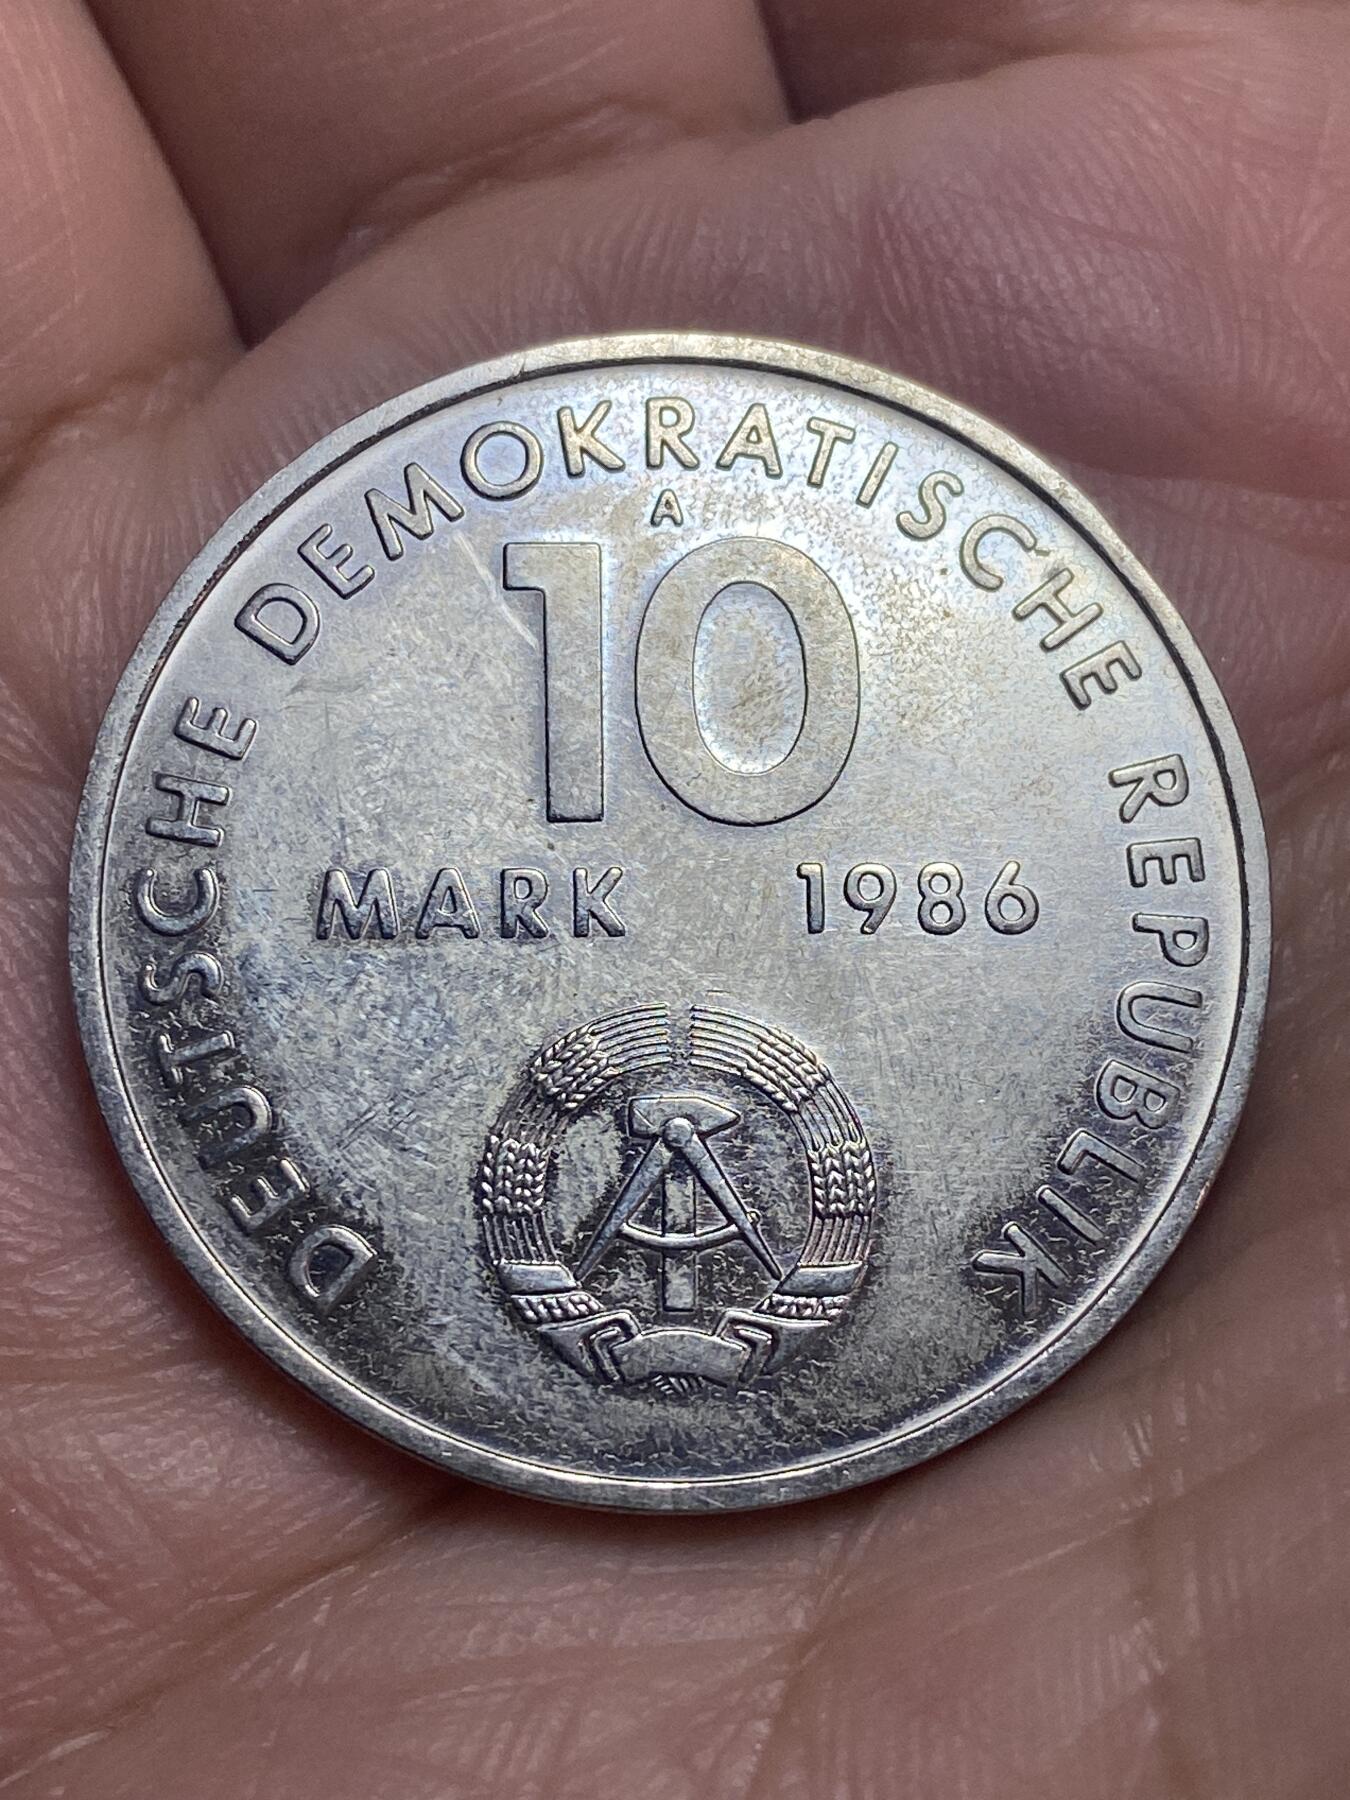 DEUTSCHE DEMOKRATISCHE REPUBLIK
A
10
MARK 1986